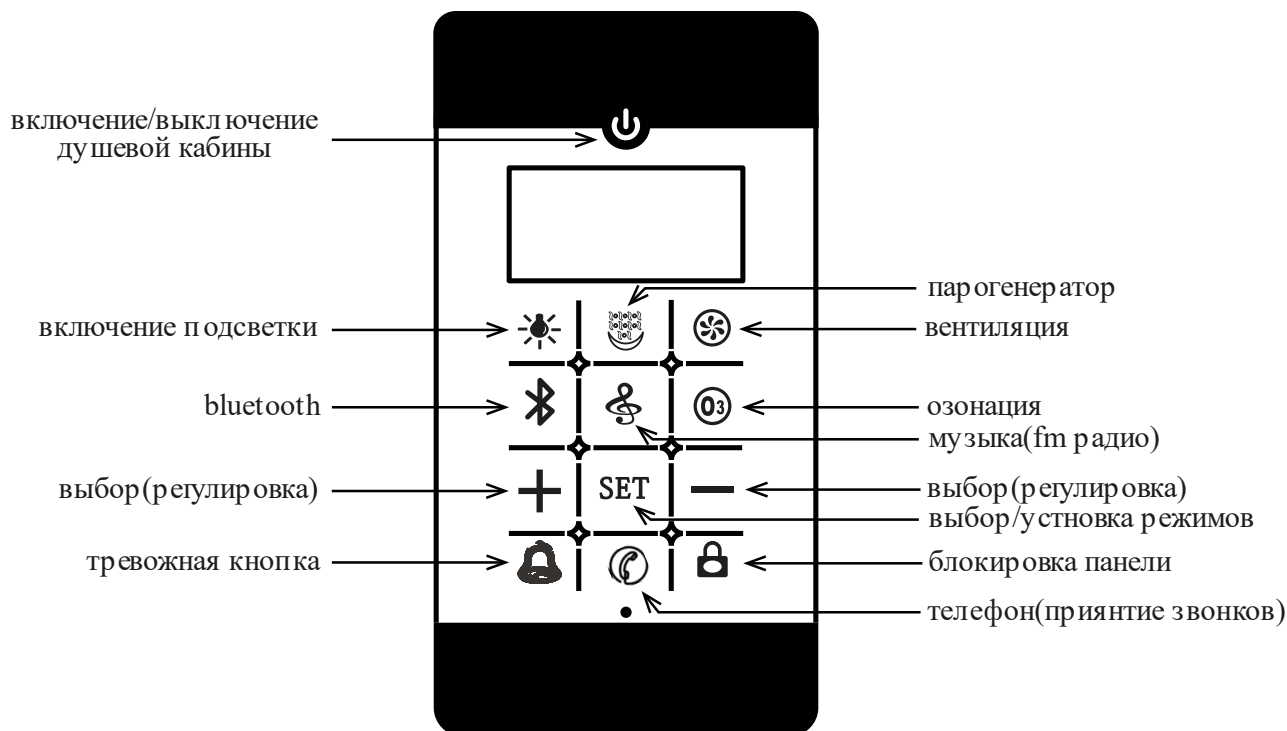 включение/выключение
душевой кабины
парогенератор
включение подсветки
вентиляция
bluetooth
озонация
03
музыка(fm радио)
выбор(регулировка)
SET
выбор(регулировка)
выбор/устновка режимов
тревожная кнопка
блокировка панели
телефон(приянтие звонков)